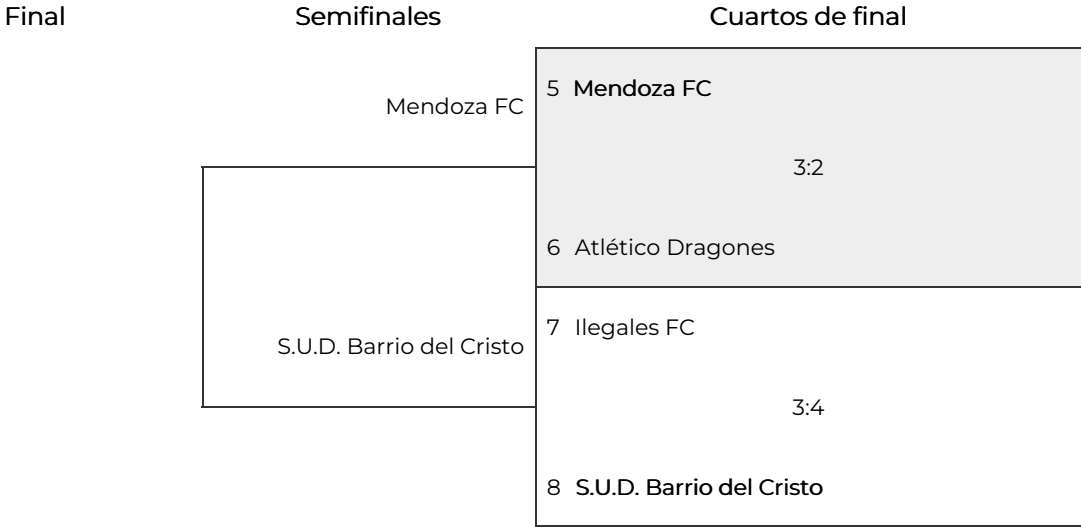 Final Semifinales Cuartos de final
5 Mendoza FC
Mendoza FC
3:2
6 Atlético Dragones
7 Ilegales FC
S.U.D. Barrio del Cristo
3:4
8 S.U.D. Barrio del Cristo